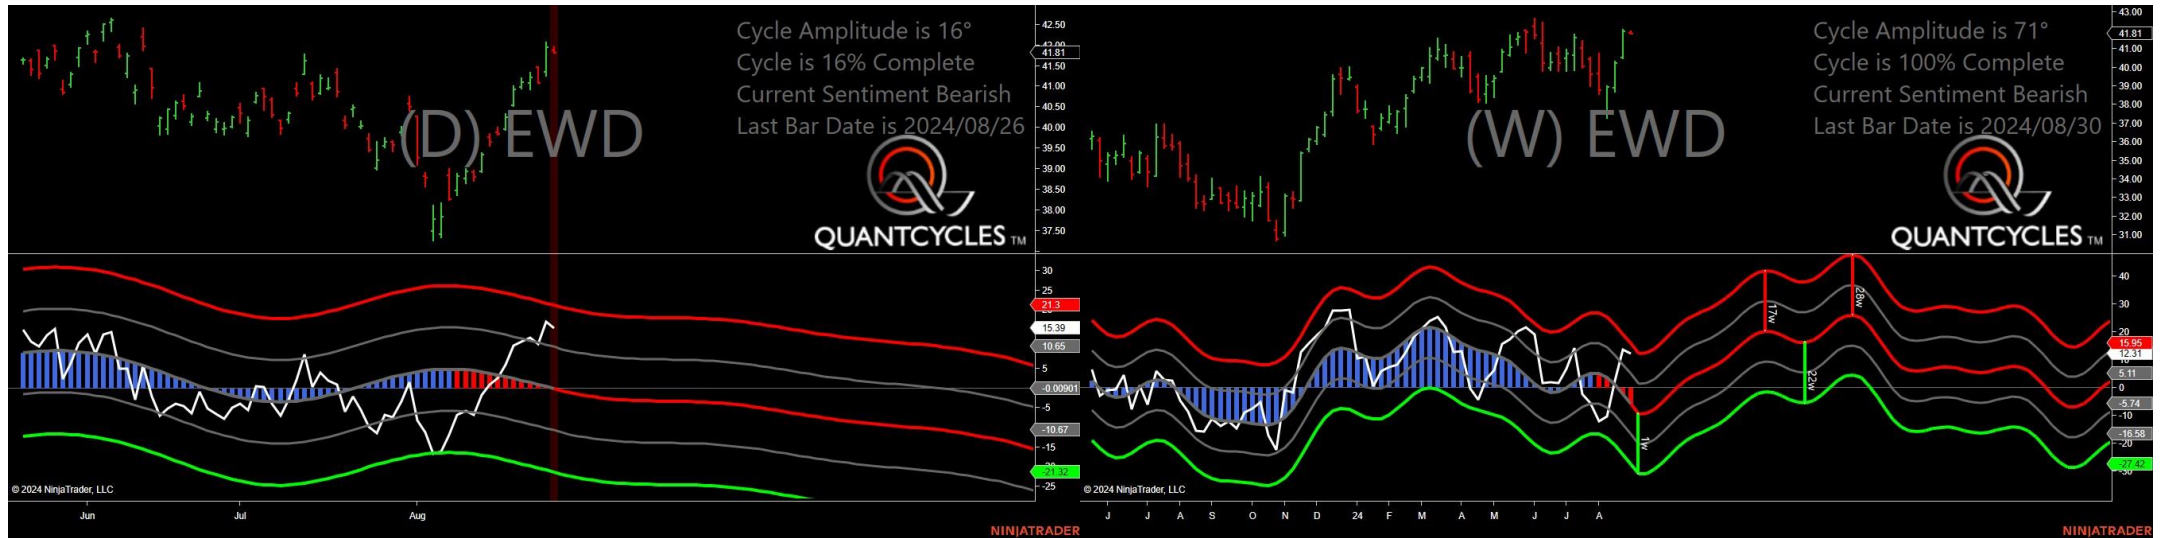 Cycle Amplitude is 16°
Cycle is 16% Complete
Current Sentiment Bearish
Last Bar Date is 2024/08/26
(D) EWD
QUANTCYCLES TM
42.50
41.81
41.50
41.00
40.50
40.00
39.50
39.00
38.50
38.00
37.50
30
25
21.3
15.39
10.65
5
-0.00901
-5
-10.67
-15
-21.32
-25
© 2024 NinjaTrader, LLC
Jun
Jul
Aug
NINJATRADER
Cycle Amplitude is 71°
Cycle is 100% Complete
Current Sentiment Bearish
Last Bar Date is 2024/08/30
(W) EWD
QUANTCYCLES TM
43.00
41.81
41.00
40.00
39.00
38.00
37.00
36.00
35.00
34.00
33.00
32.00
31.00
17w
28w
22w
1w
40
30
20
15.95
12.31
5.11
0
-5.74
-10
-16.58
-20
-27.42
© 2024 NinjaTrader, LLC
J J A S O N D 24 F M A M J J A
NINJATRADER